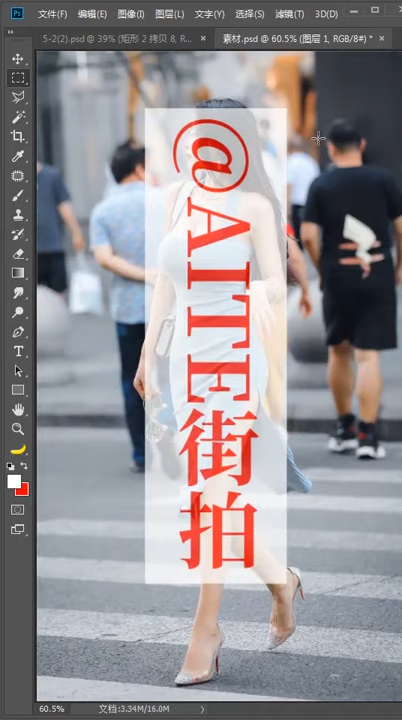 Ps
文件(F) 编辑(E) 图像(I) 图层(L) 文字(Y) 选择(S) 滤镜(T) 3D(D)
5-2(2).psd @ 39% (矩形 2 拷贝 8, R... × 素材.psd @ 60.5% (图层 1, RGB/8#) * ×
@AITE街拍
60.5% 文档:3.34M/16.0M